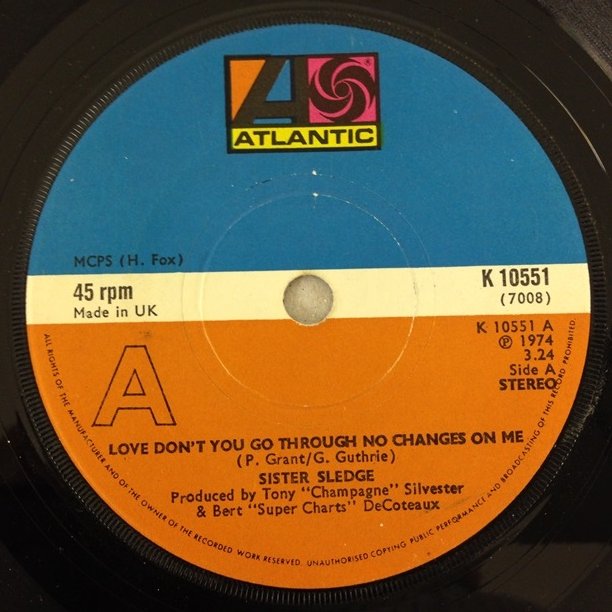 ATLANTIC
MCPS (H. Fox)
45 rpm
Made in UK
K 10551
(7008)
K 10551 A
Ⓟ 1974
3.24
Side A
STEREO
A
LOVE DON'T YOU GO THROUGH NO CHANGES ON ME
(P. Grant/G. Guthrie)
SISTER SLEDGE
Produced by Tony "Champagne" Silvester
& Bert "Super Charts" DeCoteaux
ALL RIGHTS OF THE MANUFACTURER AND OF THE OWNER OF THE RECORDED WORK RESERVED. UNAUTHORISED COPYING PUBLIC PERFORMANCE AND BROADCASTING OF THIS RECORD PROHIBITED